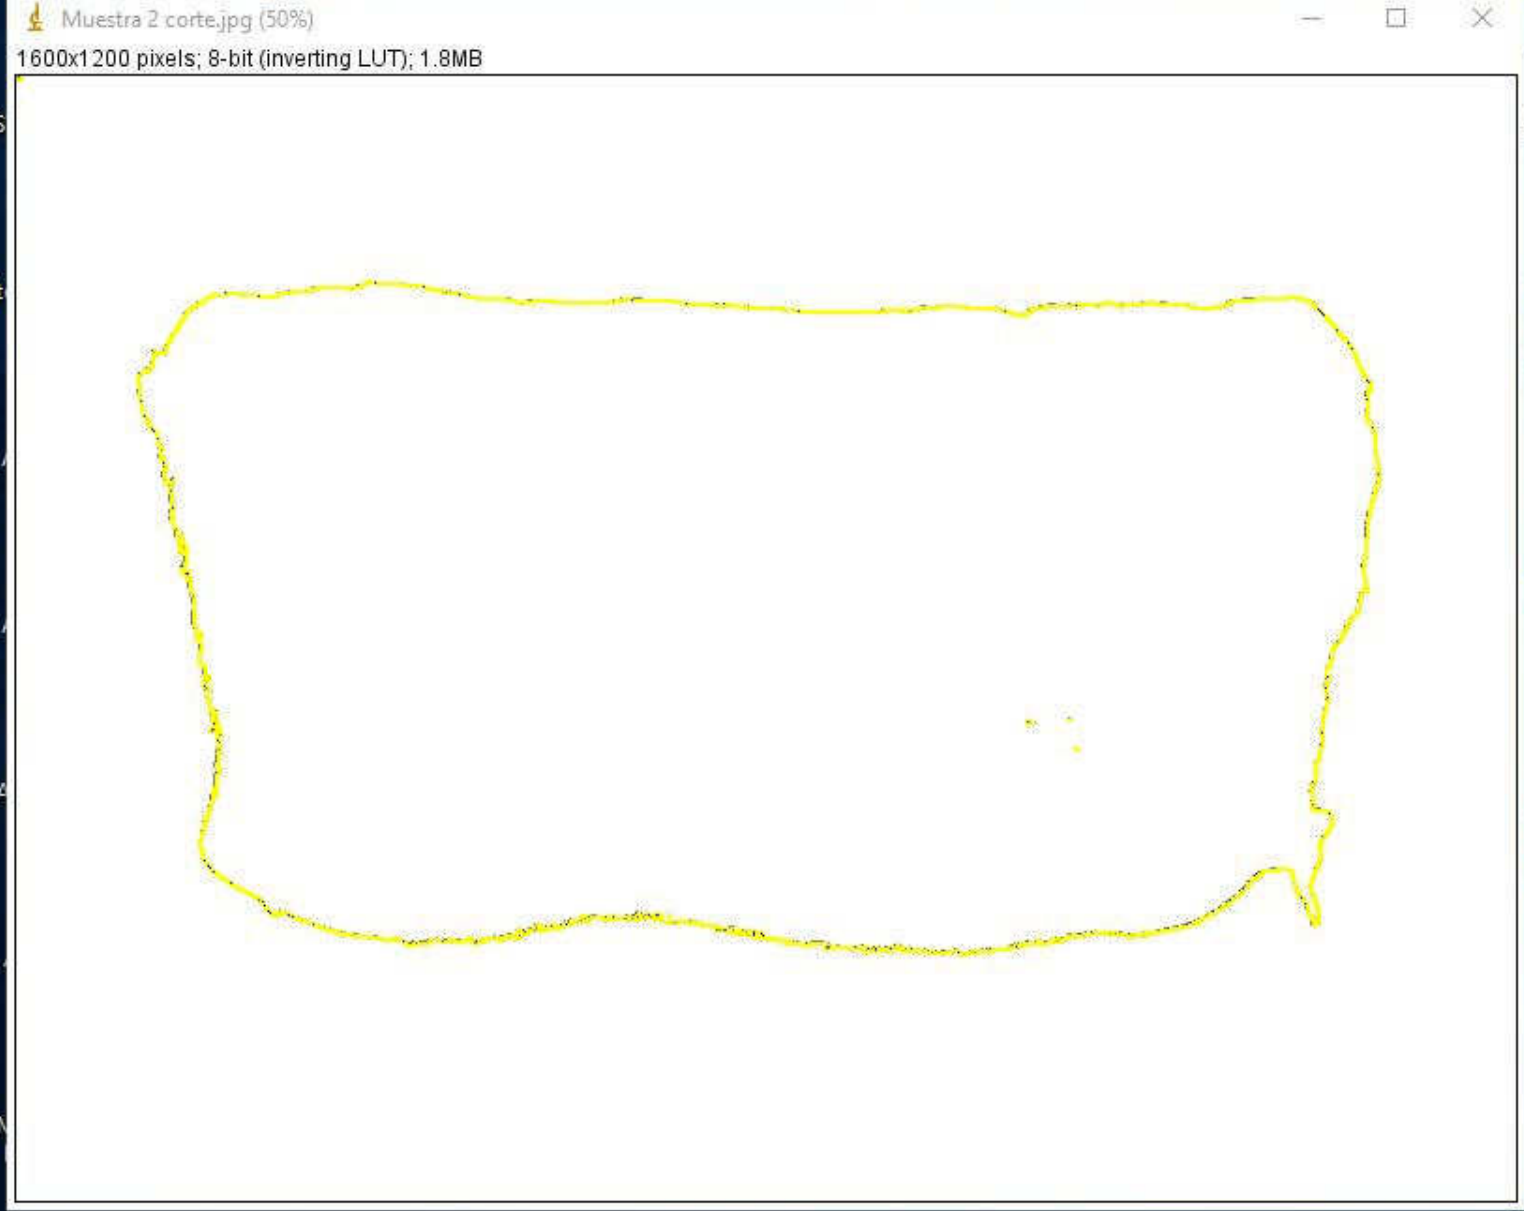 Muestra 2 corte.jpg (50%)
1600x1200 pixels; 8-bit (inverting LUT); 1.8MB